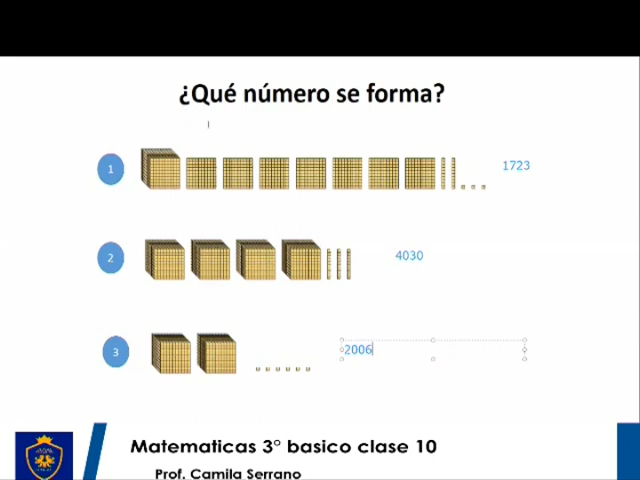 ¿Qué número se forma?
1
1723
2
4030
3
2006
Matematicas 3° basico clase 10
Prof. Camila Serrano